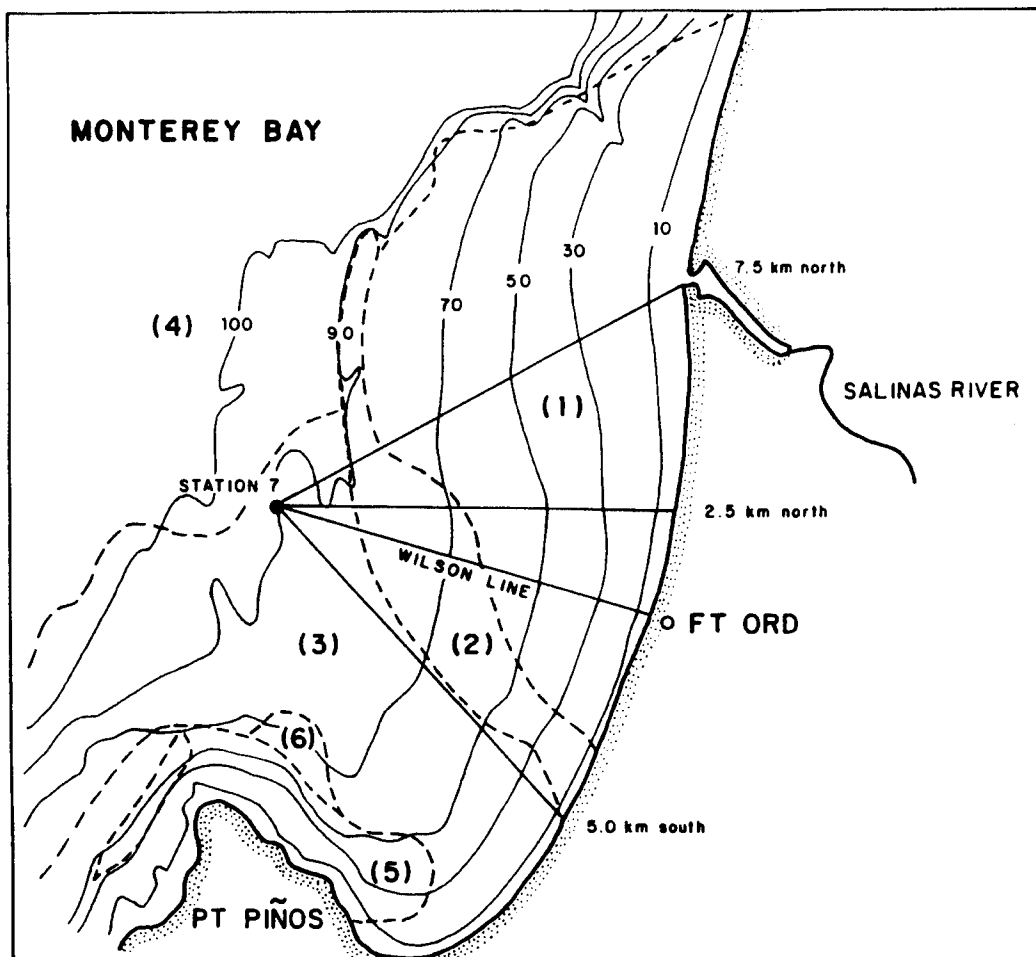 MONTEREY BAY
10
7.5 km north
30
50
70
(4)
100
90
SALINAS RIVER
(1)
STATION 7
2.5 km north
WILSON LINE
FT ORD
(3)
(2)
(6)
5.0 km south
(5)
PT PIÑOS